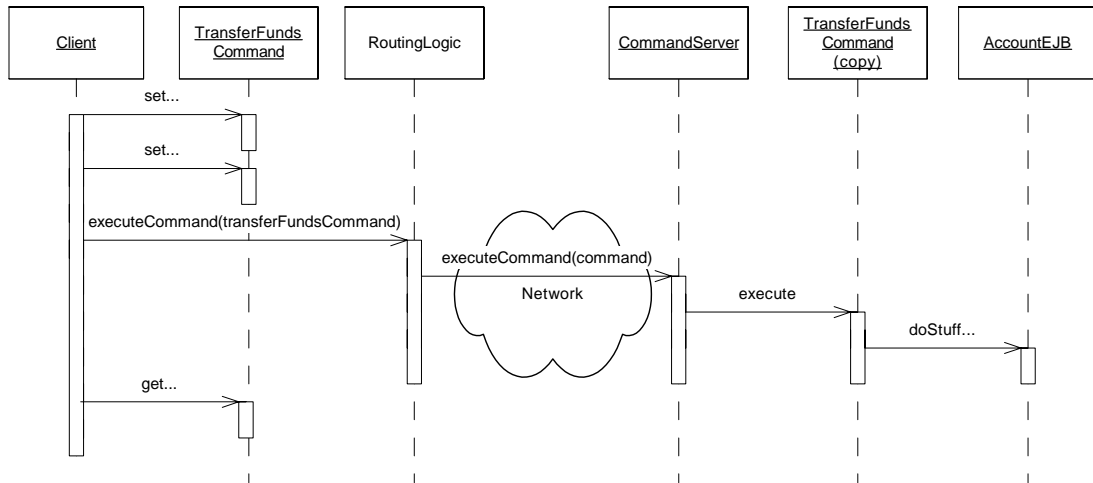 Client
TransferFunds
Command
RoutingLogic
CommandServer
TransferFunds
Command
(copy)
AccountEJB
set...
set...
executeCommand(transferFundsCommand)
executeCommand(command)
Network
execute
doStuff...
get...